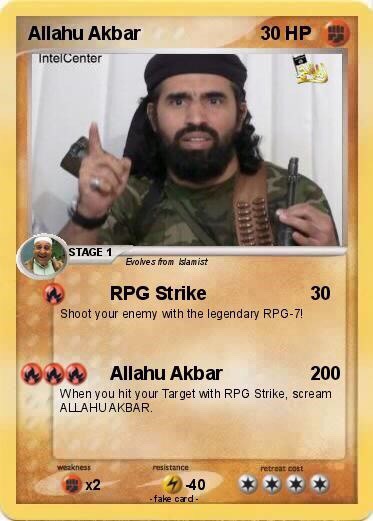 Allahu Akbar 30 HP
IntelCenter
STAGE 1
Evolves from Islamist
RPG Strike 30
Shoot your enemy with the legendary RPG-7!
Allahu Akbar 200
When you hit your Target with RPG Strike, scream
ALLAHU AKBAR.
weakness resistance retreat cost
x2 -40
- fake card -